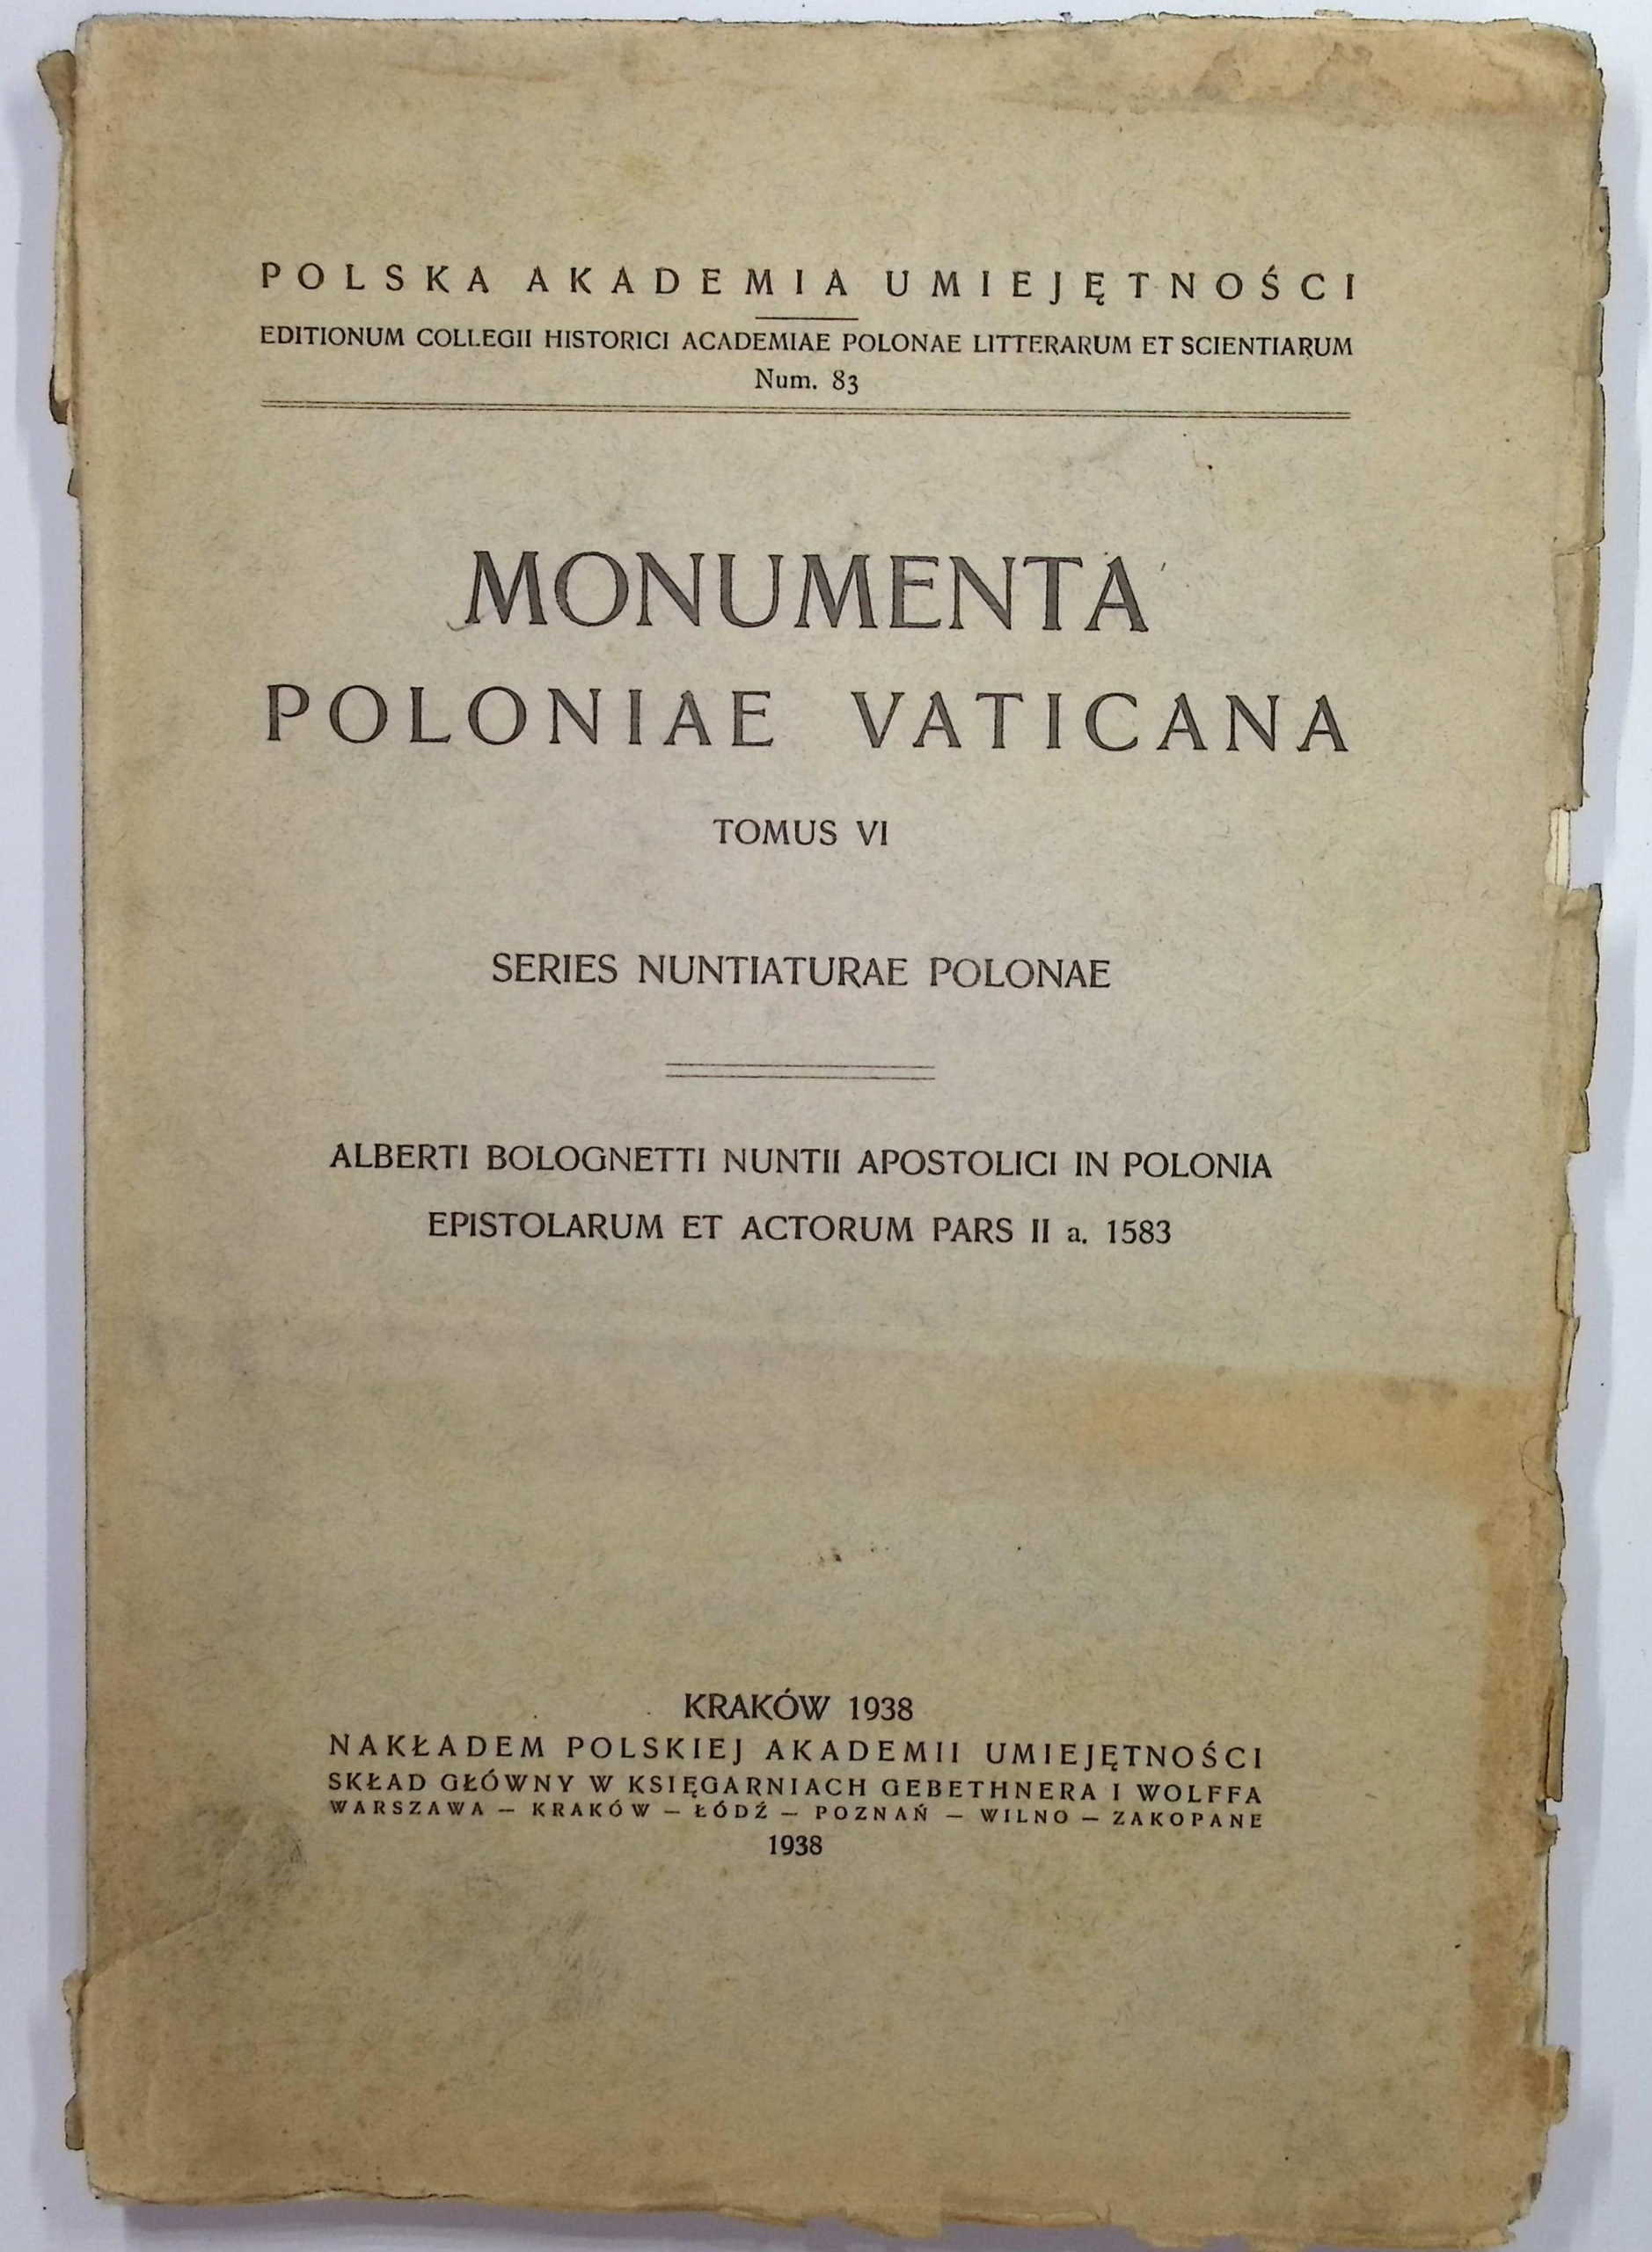 POLSKA AKADEMIA UMIEJĘTNOŚCI
EDITIONUM COLLEGII HISTORICI ACADEMIAE POLONAE LITTERARUM ET SCIENTIARUM
Num. 83
MONUMENTA
POLONIAE VATICANA
TOMUS VI
SERIES NUNTIATURAE POLONAE
ALBERTI BOLOGNETTI NUNTII APOSTOLICI IN POLONIA
EPISTOLARUM ET ACTORUM PARS II a. 1583
KRAKÓW 1938
NAKŁADEM POLSKIEJ AKADEMII UMIEJĘTNOŚCI
SKŁAD GŁÓWNY W KSIĘGARNIACH GEBETHNERA I WOLFFA
WARSZAWA — KRAKÓW — ŁÓDŹ — POZNAŃ — WILNO — ZAKOPANE
1938